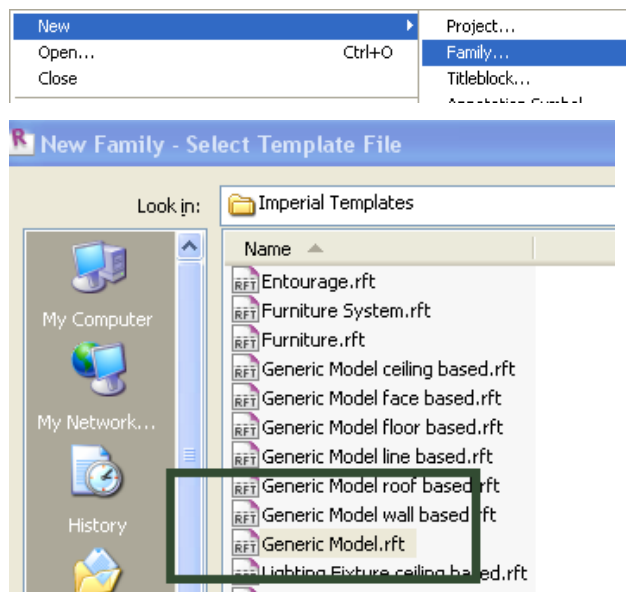 New
Project...
Open...
Ctrl+O
Family...
Close
Titleblock...
Annotation Symbol
New Family - Select Template File
Look in:
Imperial Templates
Name
My Computer
My Network...
History
Entourage.rft
Furniture System.rft
Furniture.rft
Generic Model ceiling based.rft
Generic Model face based.rft
Generic Model floor based.rft
Generic Model line based.rft
Generic Model roof based.rft
Generic Model wall based.rft
Generic Model.rft
Lighting Fixture ceiling based.rft